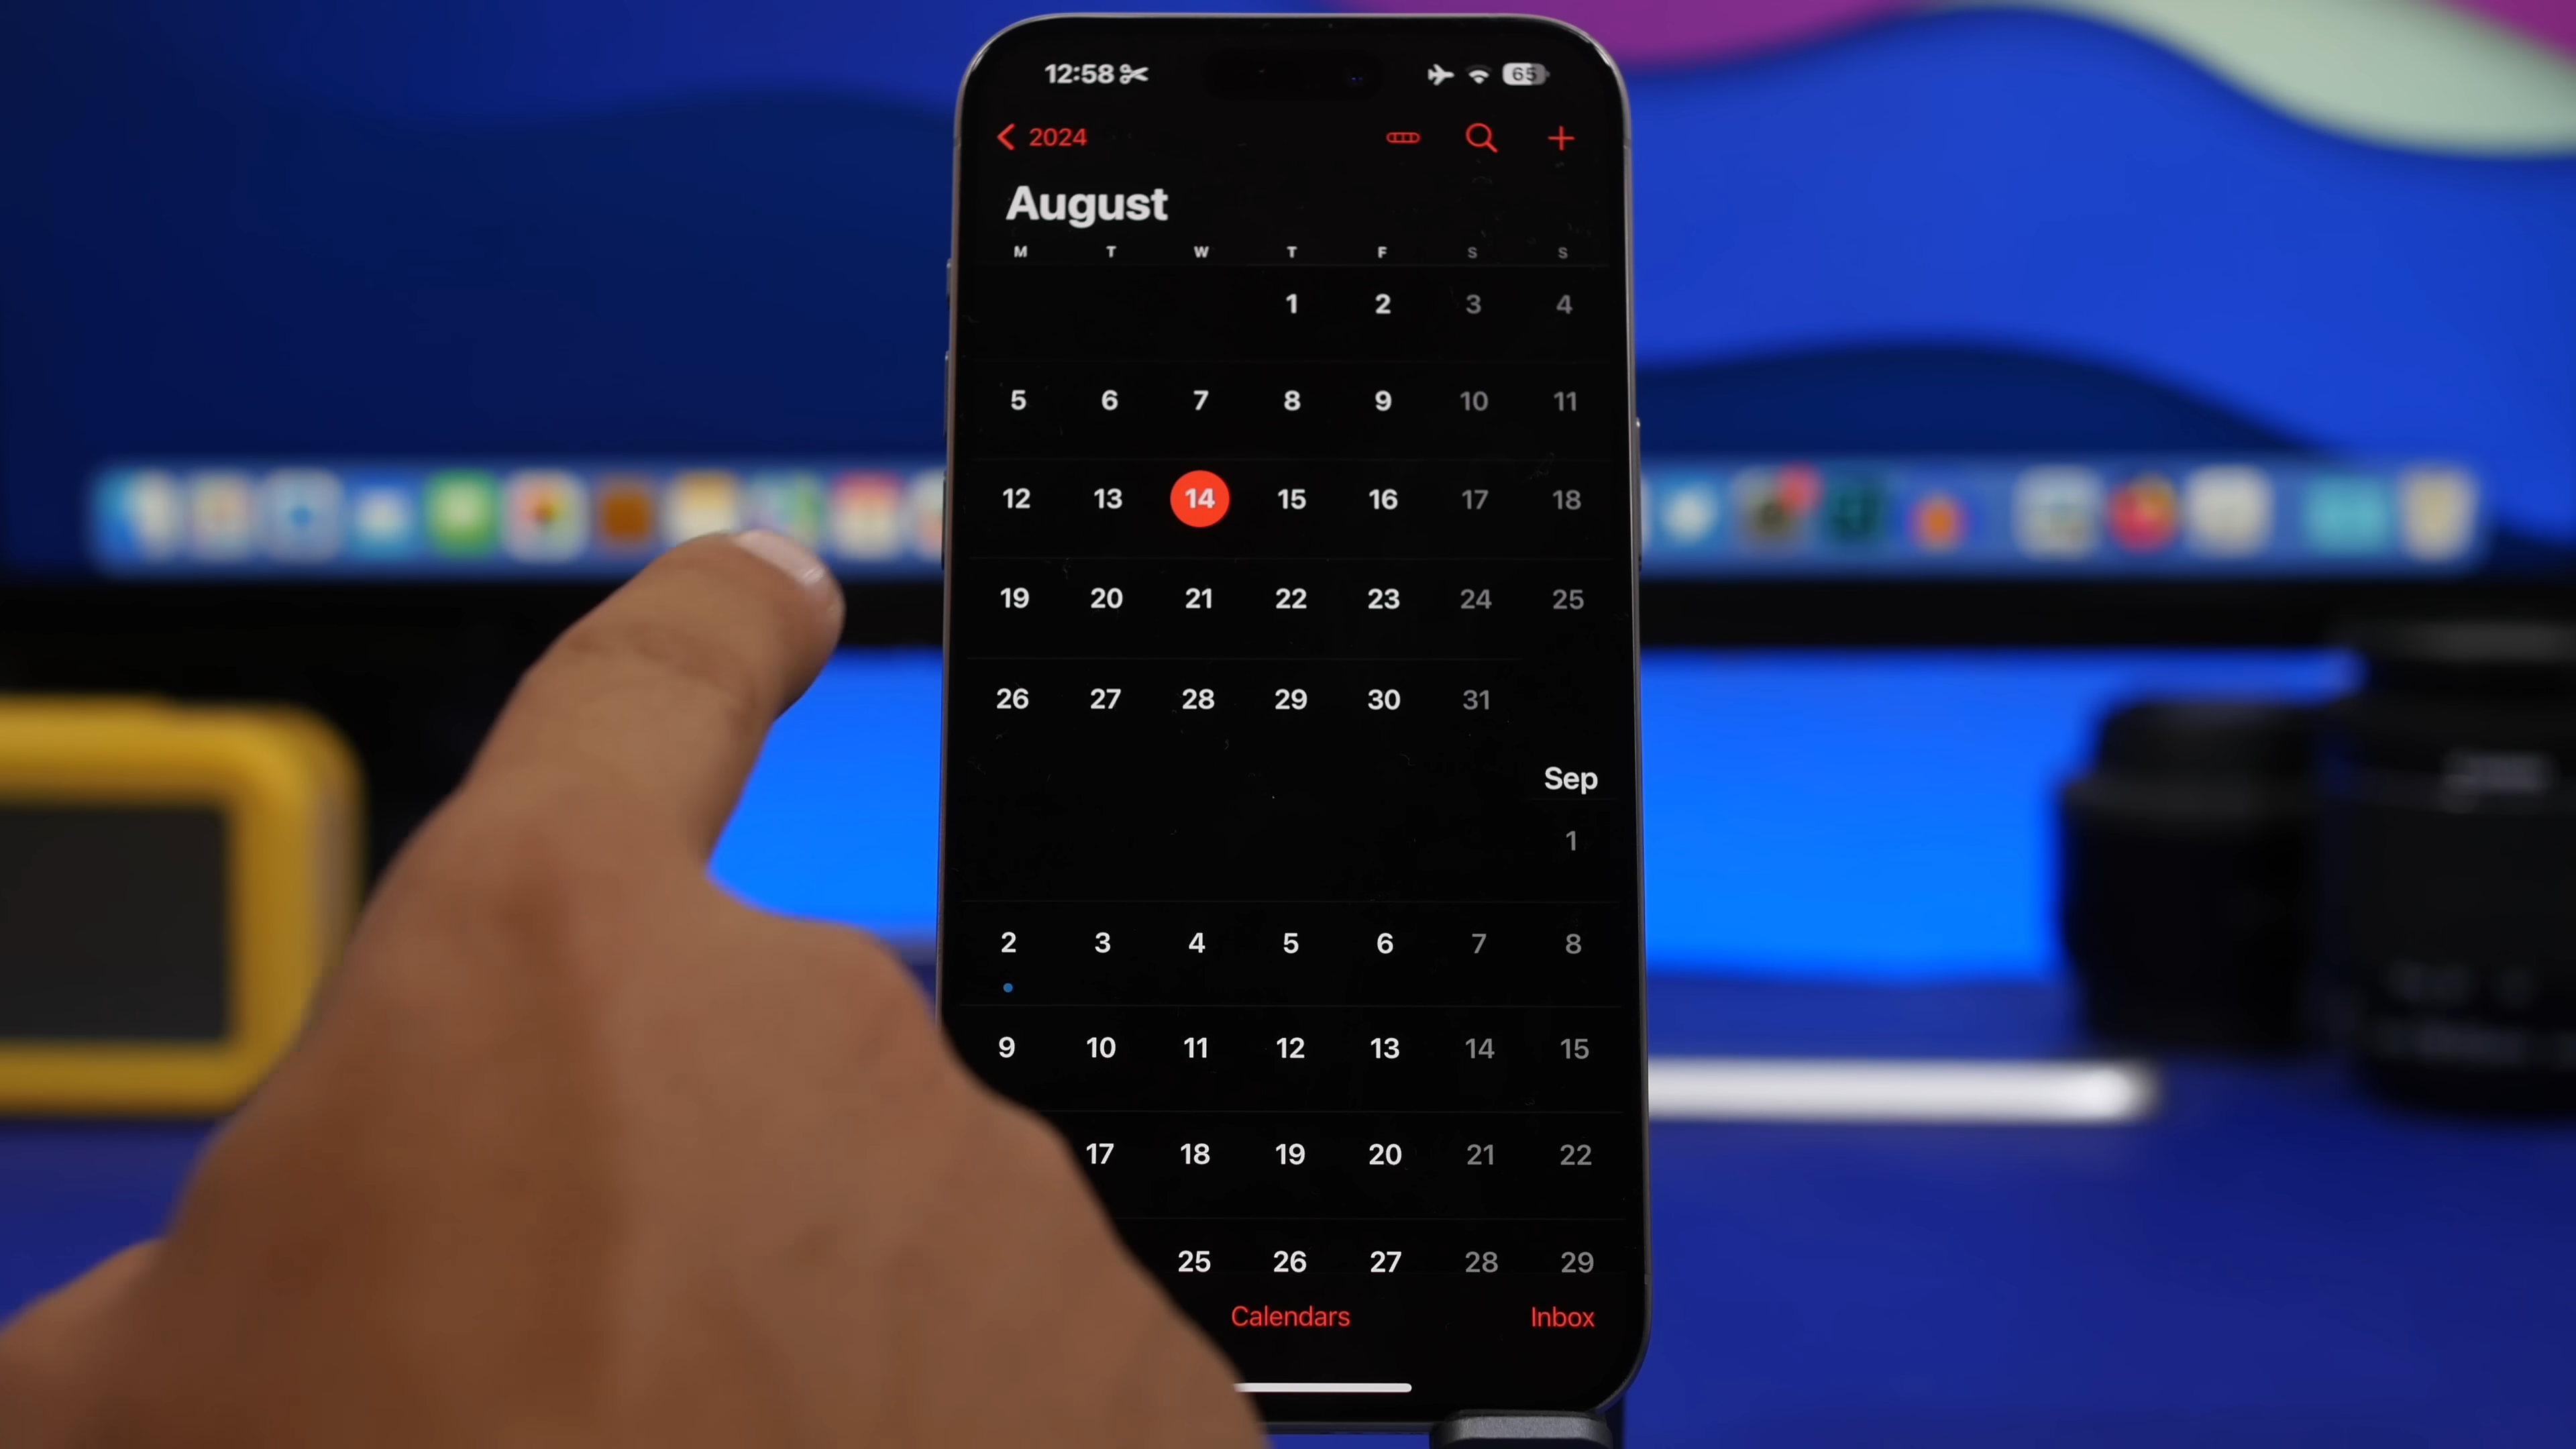 12:58 65
2024
August
M T W T F S S
1 2 3 4
5 6 7 8 9 10 11
12 13 14 15 16 17 18
19 20 21 22 23 24 25
26 27 28 29 30 31
Sep
1
2 3 4 5 6 7 8
9 10 11 12 13 14 15
17 18 19 20 21 22
25 26 27 28 29
Calendars Inbox